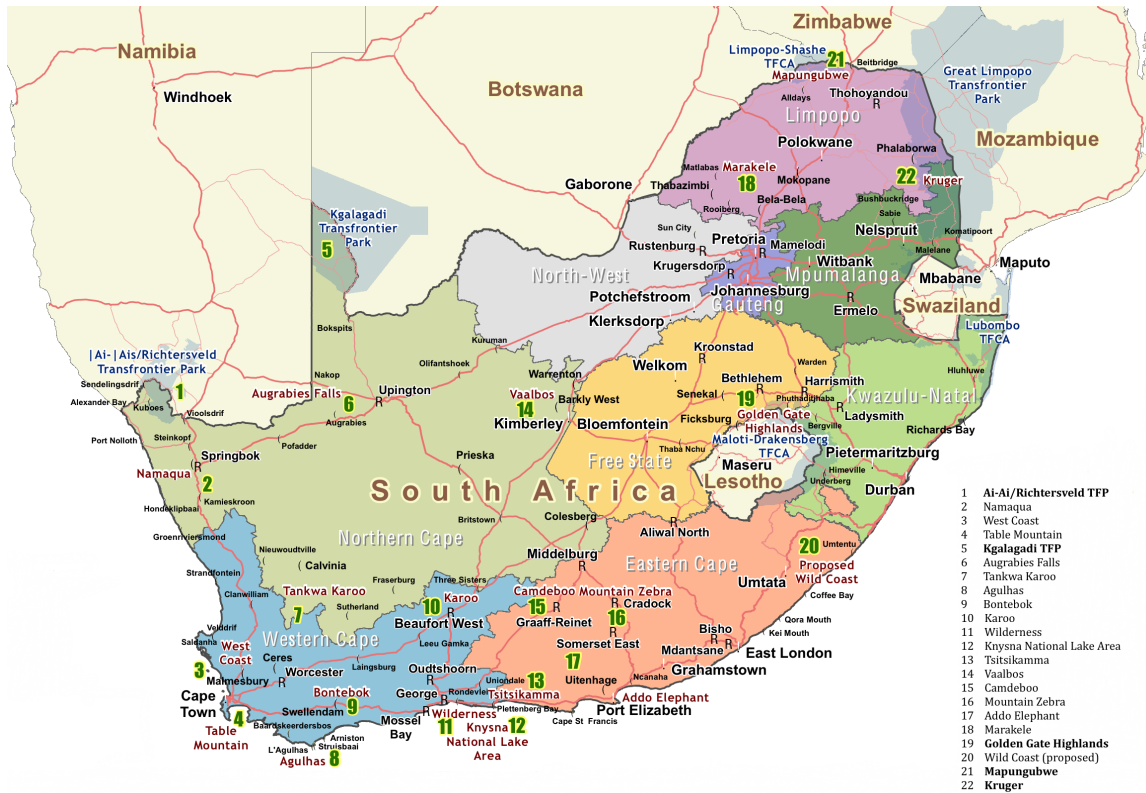 Zimbabwe
Namibia
Limpopo-Shashe
TFCA
21
Beitbridge
Mapungubwe
Great Limpopo
Transfrontier
Park
Botswana
Windhoek
Alldays
Thohoyandou
R
Limpopo
Mozambique
Polokwane
Phalaborwa
Matlabas
Marakele
18
Thabazimbi
Mokopane
22
Kruger
Gaborone
Rooiberg
Bela-Bela
Bushbuckridge
Sabie
Kgalagadi
Transfrontier
Park
5
Sun City
Nelspruit
Komatipoort
Rustenburg
R
Pretoria
R
Mamelodi
Malelane
Krugersdorp
R
Witbank
Maputo
North-West
Mpumalanga
Mbabane
Potchefstroom
Johannesburg
R
Gauteng
Ermelo
Swaziland
Klerksdorp
Lubombo
TFCA
Bokspits
Kuruman
Kroonstad
R
|Ai-|Ais/Richtersveld
Transfrontier Park
Olifantshoek
Welkom
Warden
Hluhluwe
Sendelingsdrif
1
Nakop
Warrenton
Bethlehem
R
Harrismith
R
Augrabies Falls
6
Upington
R
Vaalbos
14
Barkly West
Senekal
19
Phuthaditjhaba
Kwazulu-Natal
Alexander Bay
Kuboes
Vioolsdrif
Golden Gate
Highlands
R
Ladysmith
Augrabies
Kimberley
Bloemfontein
Ficksburg
Bergville
Richards Bay
Port Nolloth
Steinkopf
Pofadder
Maloti-Drakensberg
TFCA
Thaba Nchu
Pietermaritzburg
Springbok
R
Prieska
Free State
Maseru
Himeville
Namaqua
2
Lesotho
Underberg
South Africa
Durban
Kamieskroon
Hondeklipbaai
Britstown
Colesberg
R
Aliwal North
Groenriviersmond
Northern Cape
20
Umtentu
Nieuwoudtville
Middelburg
R
Eastern Cape
Proposed
Wild Coast
Strandfontein
Calvinia
Fraserburg
Three Sisters
Umtata
Clanwilliam
Tankwa Karoo
7
Karoo
10
R
Camdeboo
15
R
Mountain Zebra
R
Cradock
Coffee Bay
Sutherland
Beaufort West
Graaff-Reinet
16
R
Velddrif
Qora Mouth
Saldanha
Western Cape
Bisho
R
R
Kei Mouth
West
Coast
Leeu Gamka
Somerset East
Mdantsane
East London
Ceres
Laingsburg
17
3
Malmesbury
Worcester
R
Oudtshoorn
R
Uniondale
13
Uitenhage
Ncanaha
Grahamstown
Cape
Town
Bontebok
9
George
R
Rondevlei
Tsitsikamma
Addo Elephant
4
Swellendam
Mossel
Bay
R
Wilderness
11
Plettenberg Bay
Port Elizabeth
Table
Mountain
Baardskeerdersbos
Knysna
National Lake
Area
12
Cape St Francis
Arniston
Struisbaai
L'Agulhas
Agulhas
8
1 Ai-Ai/Richtersveld TFP
2 Namaqua
3 West Coast
4 Table Mountain
5 Kgalagadi TFP
6 Augrabies Falls
7 Tankwa Karoo
8 Agulhas
9 Bontebok
10 Karoo
11 Wilderness
12 Knysna National Lake Area
13 Tsitsikamma
14 Vaalbos
15 Camdeboo
16 Mountain Zebra
17 Addo Elephant
18 Marakele
19 Golden Gate Highlands
20 Wild Coast (proposed)
21 Mapungubwe
22 Kruger